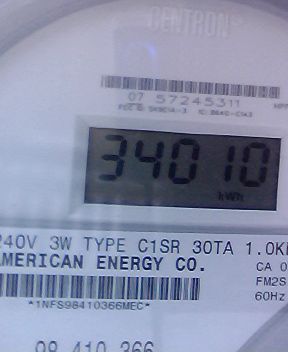 CENTRON
07 57245311
34010
kWh
240V 3W TYPE C1SR 30TA 1.0K
AMERICAN ENERGY CO.
CA 0
FM2S
60Hz
*1NFS98410366MEC*
98 410 366